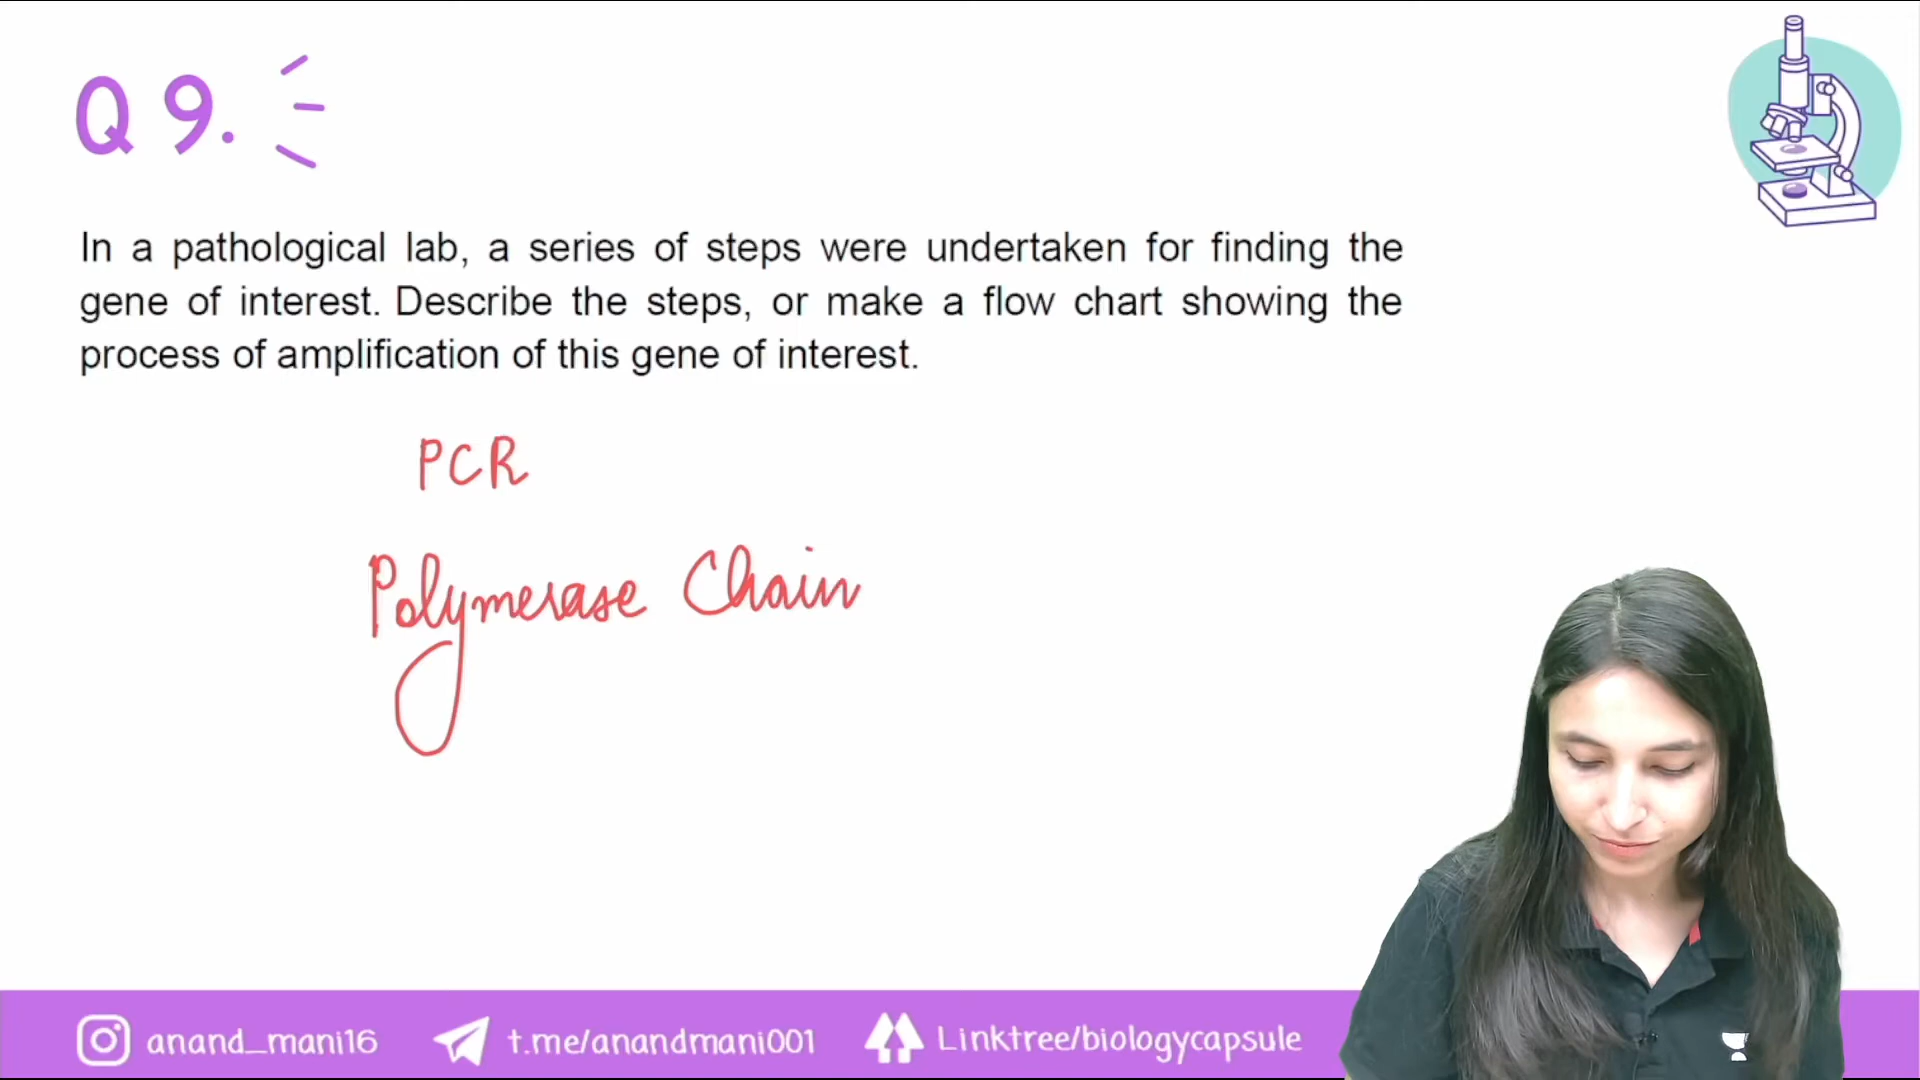 Q 9.
In a pathological lab, a series of steps were undertaken for finding the
gene of interest. Describe the steps, or make a flow chart showing the
process of amplification of this gene of interest.
PCR
Polymerase Chain
anand_mani16 t.me/anandmani001 Linktree/biologycapsule